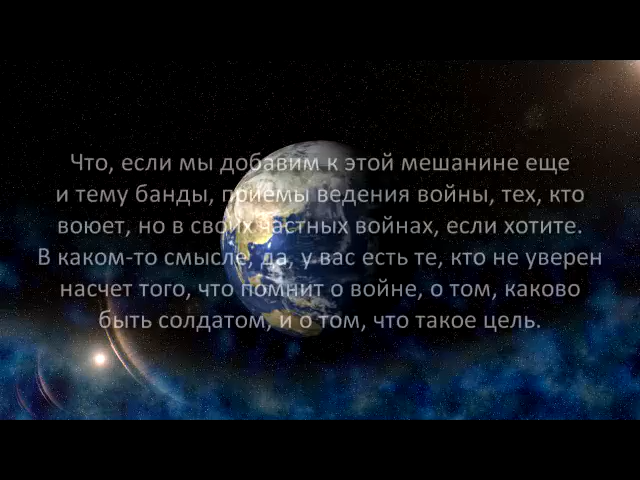 Что, если мы добавим к этой мешанине еще
и тему банды, приемы ведения войны, тех, кто
воюет, но в своих частных войнах, если хотите.
В каком-то смысле, да, у вас есть те, кто не уверен
насчет того, что помнит о войне, о том, каково
быть солдатом, и о том, что такое цель.